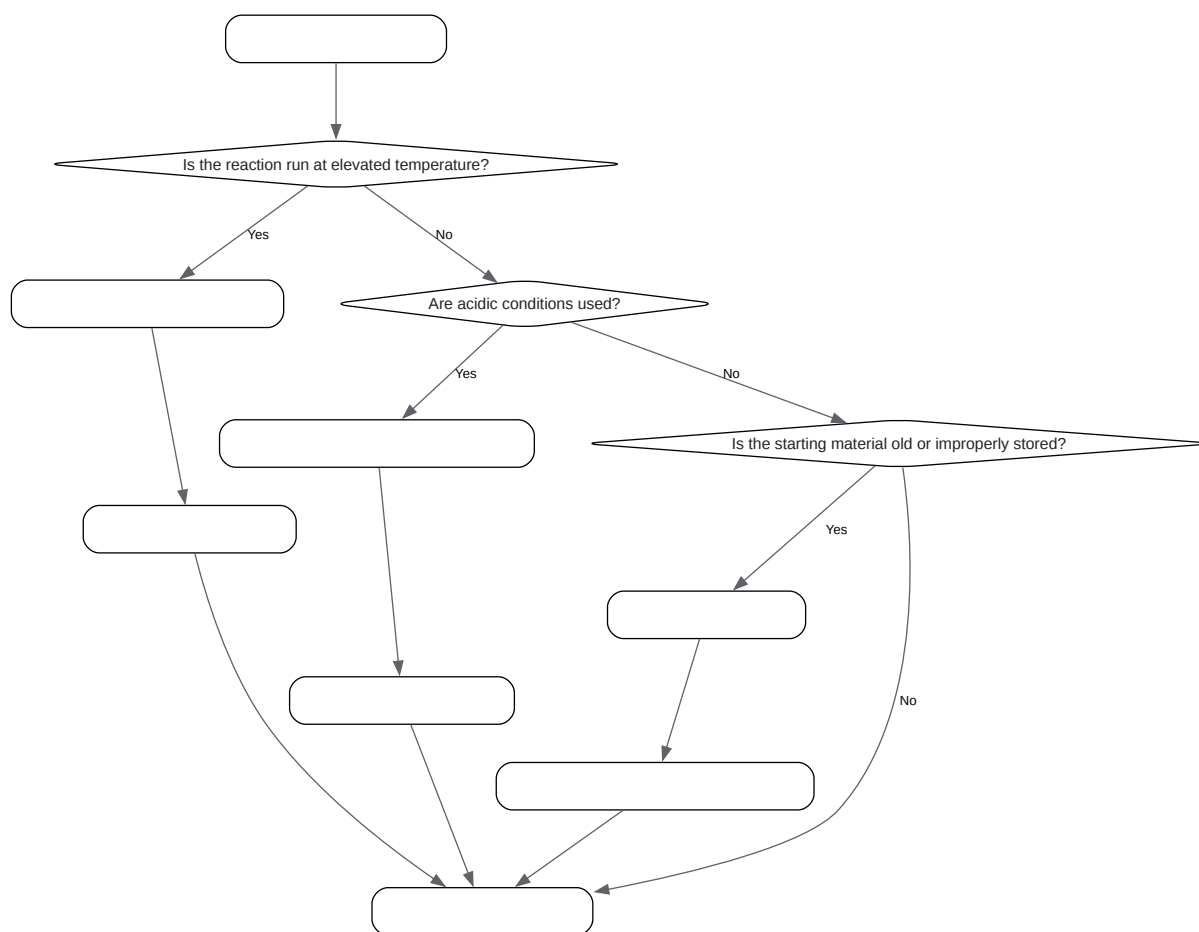 Is the reaction run at elevated temperature?
Yes
No
Are acidic conditions used?
Yes
No
Is the starting material old or improperly stored?
Yes
No